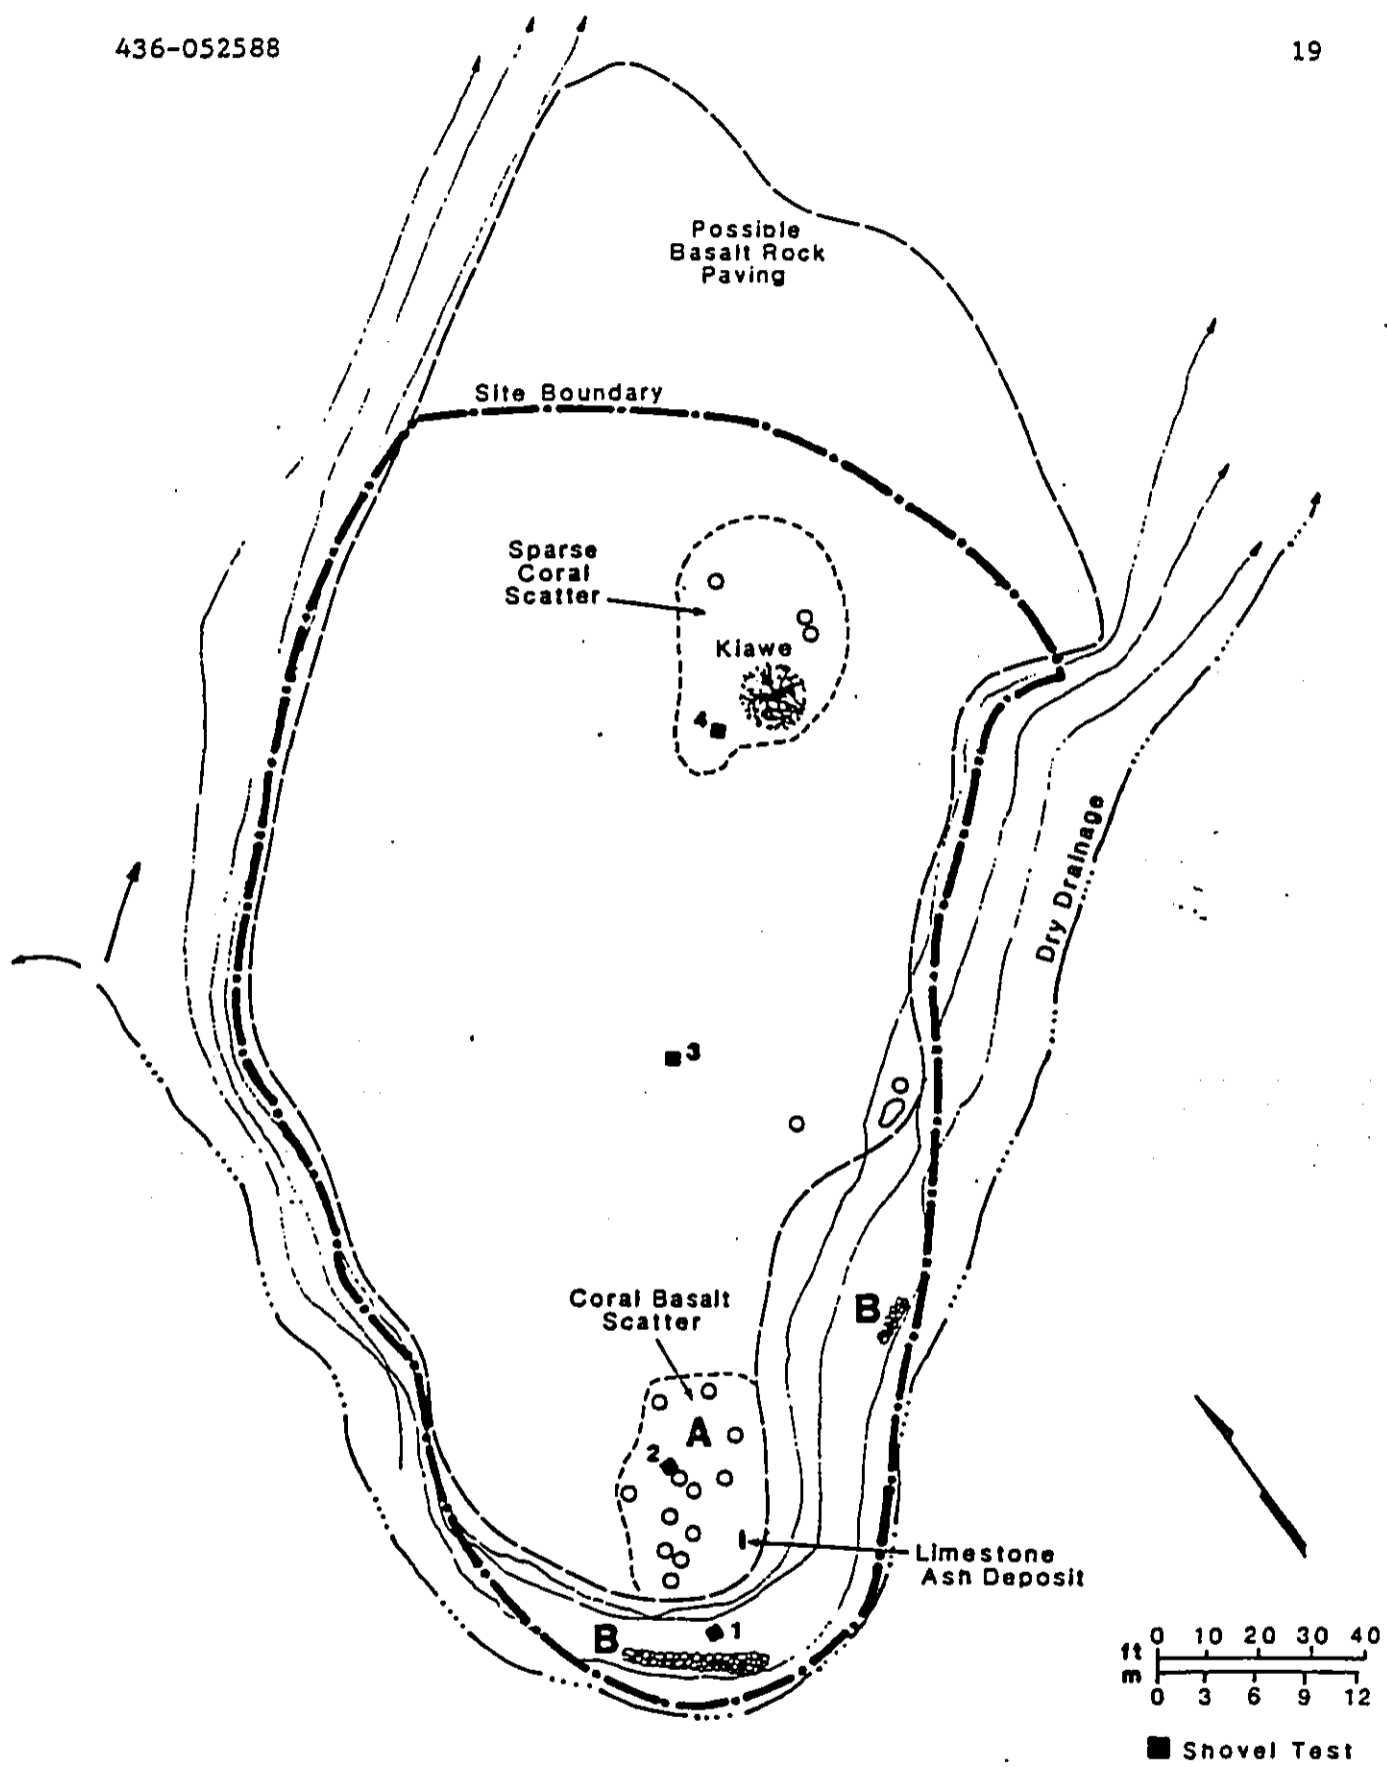 436-052588
19
Possible
Basalt Rock
Paving
Site Boundary
Sparse
Coral
Scatter
Kiawe
4
Dry Drainage
3
Coral Basalt
Scatter
B
A
2
Limestone
Ash Deposit
B
1
ft
0 10 20 30 40
m
0 3 6 9 12
Shovel Test